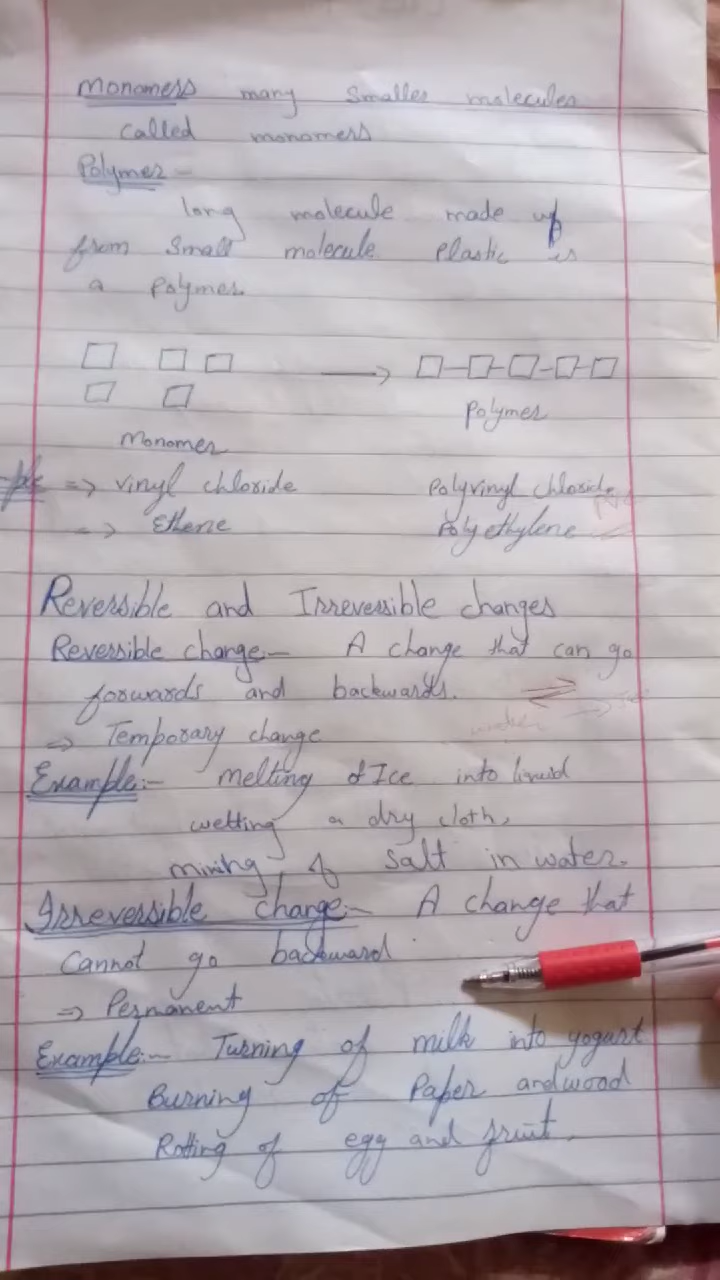 Monomers many smaller molecules
called monomers
Polymer -
long molecule made up
from small molecule Plastic is
a Polymer
Polymer
Monomer
=> vinyl chloride Polyvinyl chloride
=> Ethene Polyethylene
Reversible and Irreversible changes
Reversible change:- A change that can go
forwards and backwards.
=> Temporary change
Example:- melting of Ice into liquid
wetting a dry cloth,
mixing of salt in water.
Irreversible change:- A change that
cannot go backward
=> Permanent
Example:- Turning of milk into yogurt
Burning of Paper and wood
Rotting of egg and fruit.